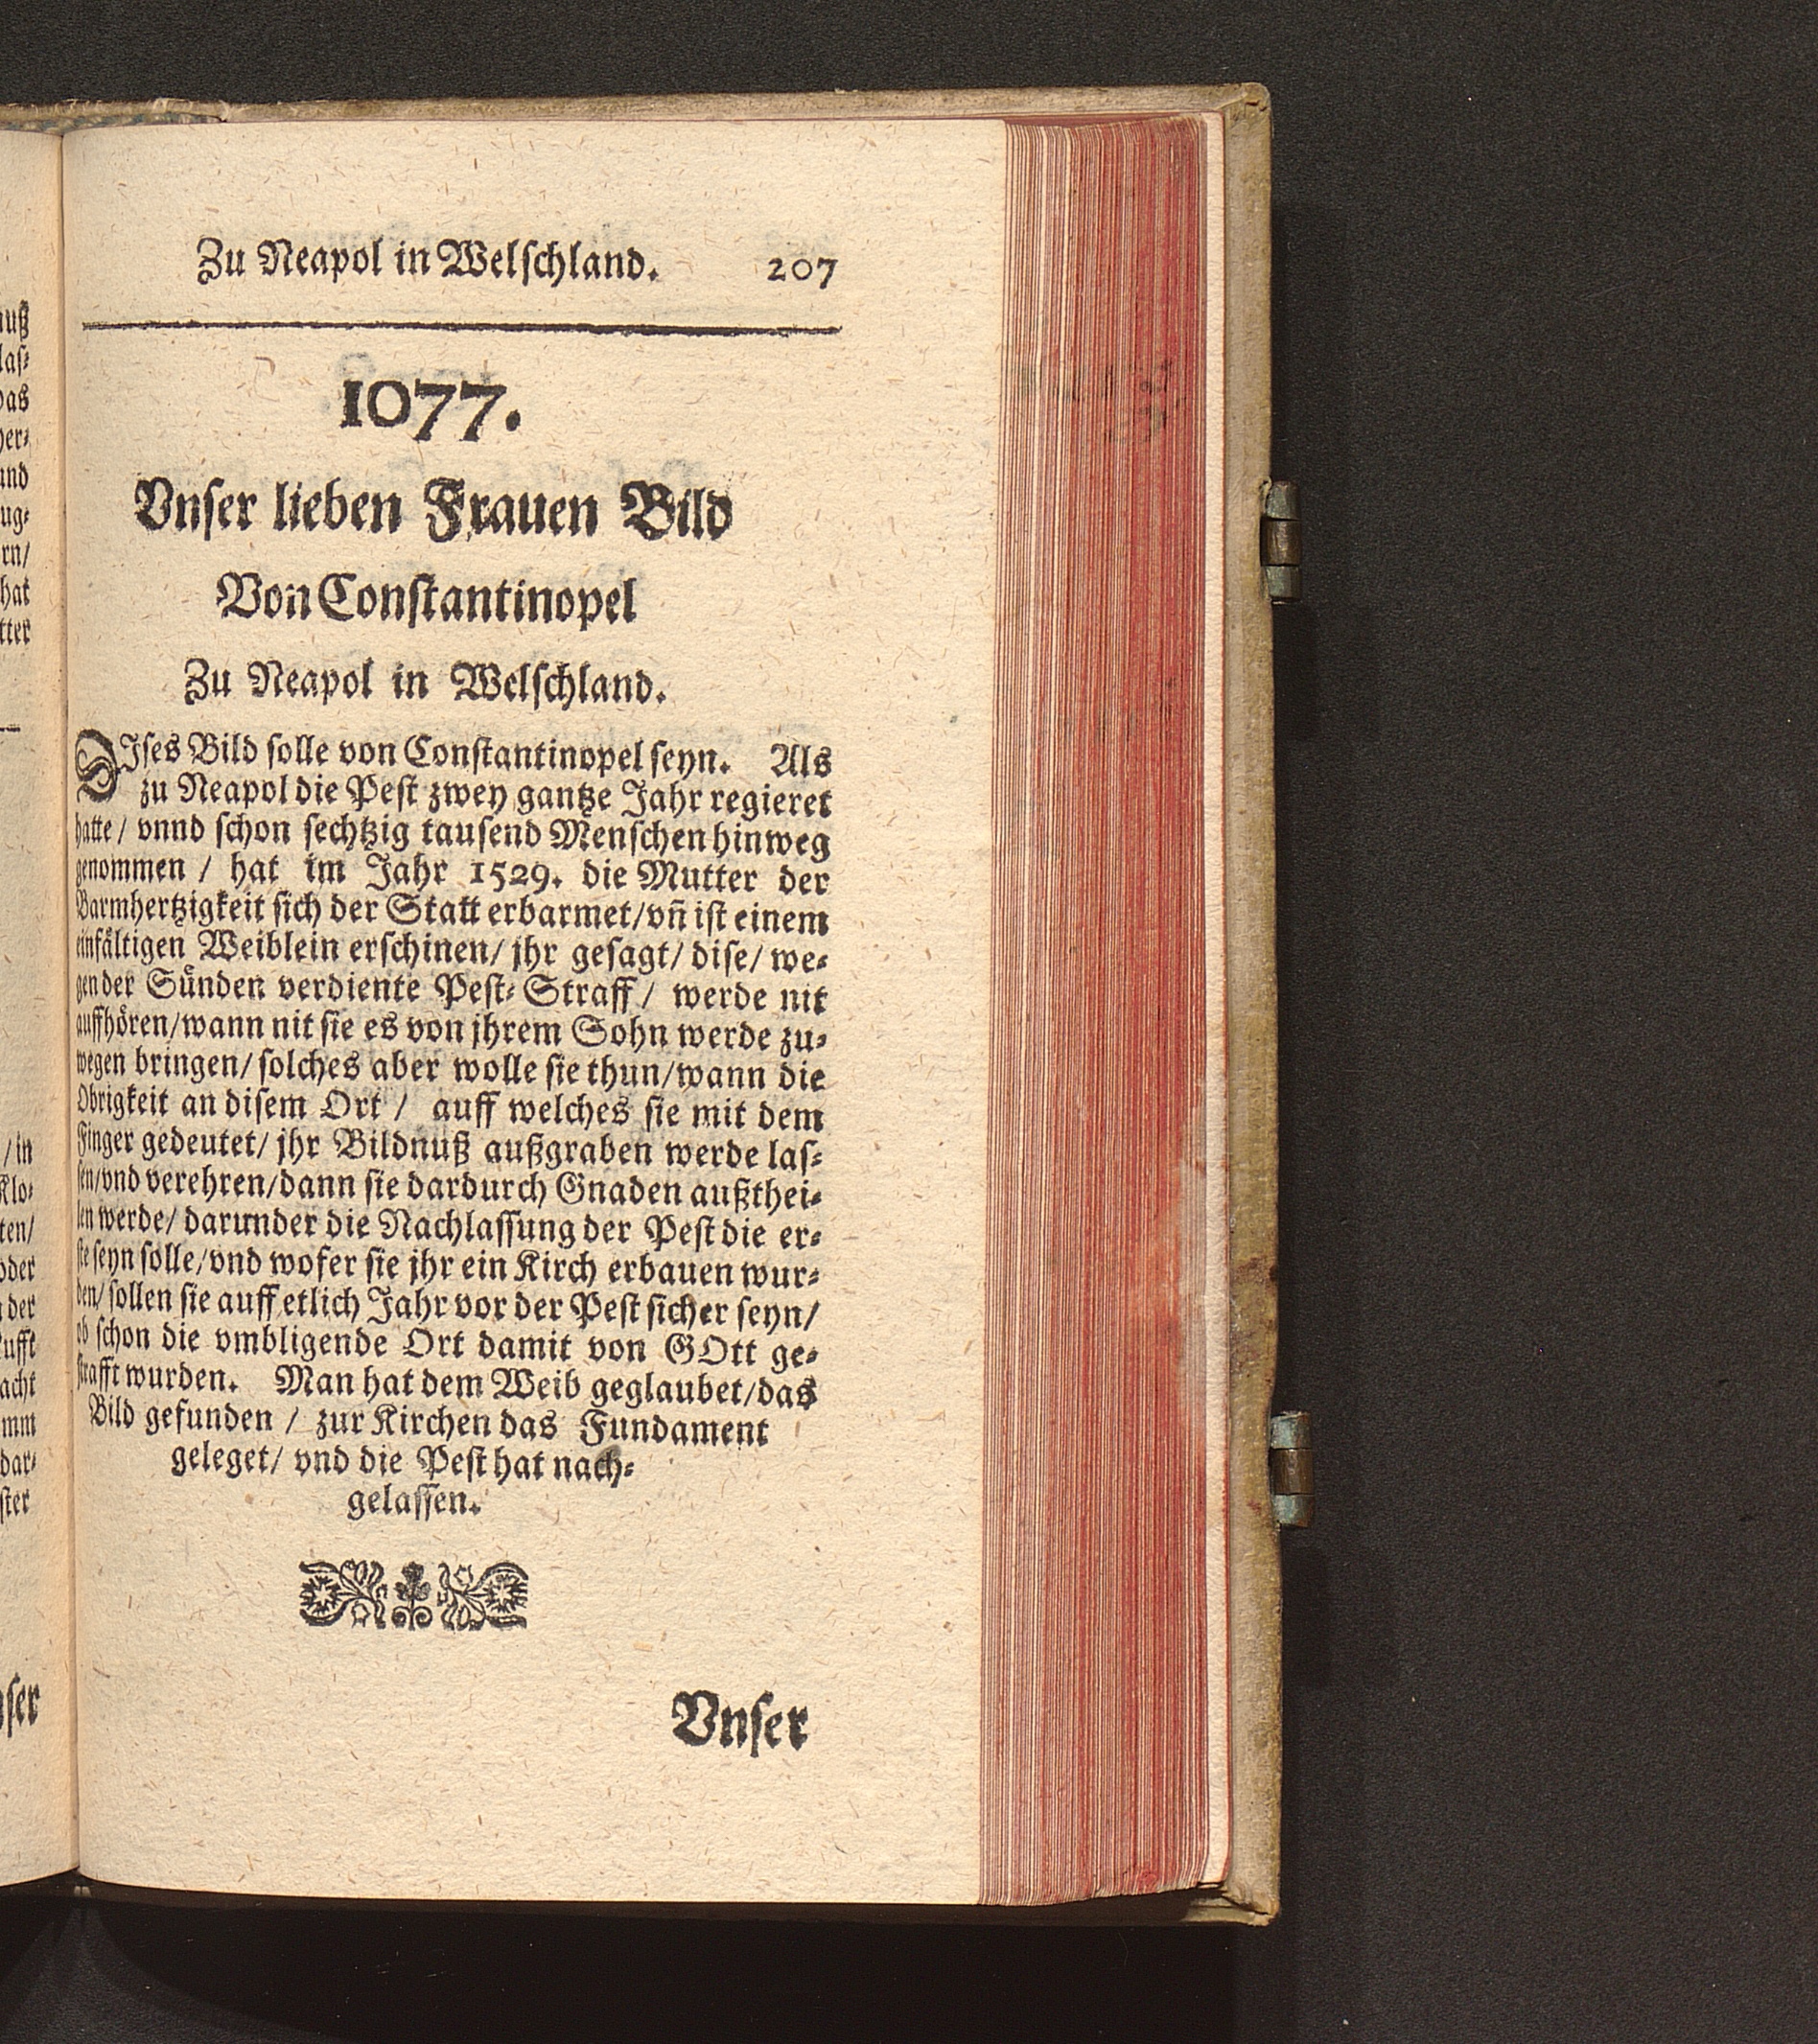 Zu Neapol in Welſchland. 207
1077.
Vnſer lieben Frauen Bild
Von Conſtantinopel
Zu Neapol in Welſchland.
DIſes Bild ſolle von Conſtantinopel ſeyn. Als
zu Neapol die Peſt zwey gantze Jahr regieret
hatte / vnnd ſchon ſechtzig tauſend Menſchen hinweg
genommen / hat im Jahr 1529. die Mutter der
Barmhertzigkeit ſich der Statt erbarmet/vn̄ iſt einem
einfältigen Weiblein erſchinen/ jhr geſagt/ diſe/ we⸗
gen der Sünden verdiente Peſt⸗Straff / werde nit
auffhören/wann nit ſie es von jhrem Sohn werde zu⸗
wegen bringen/ ſolches aber wolle ſie thun/wann die
Obrigkeit an diſem Ort / auff welches ſie mit dem
Finger gedeutet/ jhr Bildnuß außgraben werde laſ⸗
ſen/vnd verehren/dann ſie dardurch Gnaden außthei⸗
len werde/ darunder die Nachlaſſung der Peſt die er⸗
ſte ſeyn ſolle/vnd wofer ſie jhr ein Kirch erbauen wur⸗
den/ ſollen ſie auff etlich Jahr vor der Peſt ſicher ſeyn/
ob ſchon die vmbligende Ort damit von GOtt ge⸗
ſtrafft wurden. Man hat dem Weib geglaubet/das
Bild gefunden / zur Kirchen das Fundament
geleget/ vnd die Peſt hat nach⸗
gelaſſen.
Vnſer